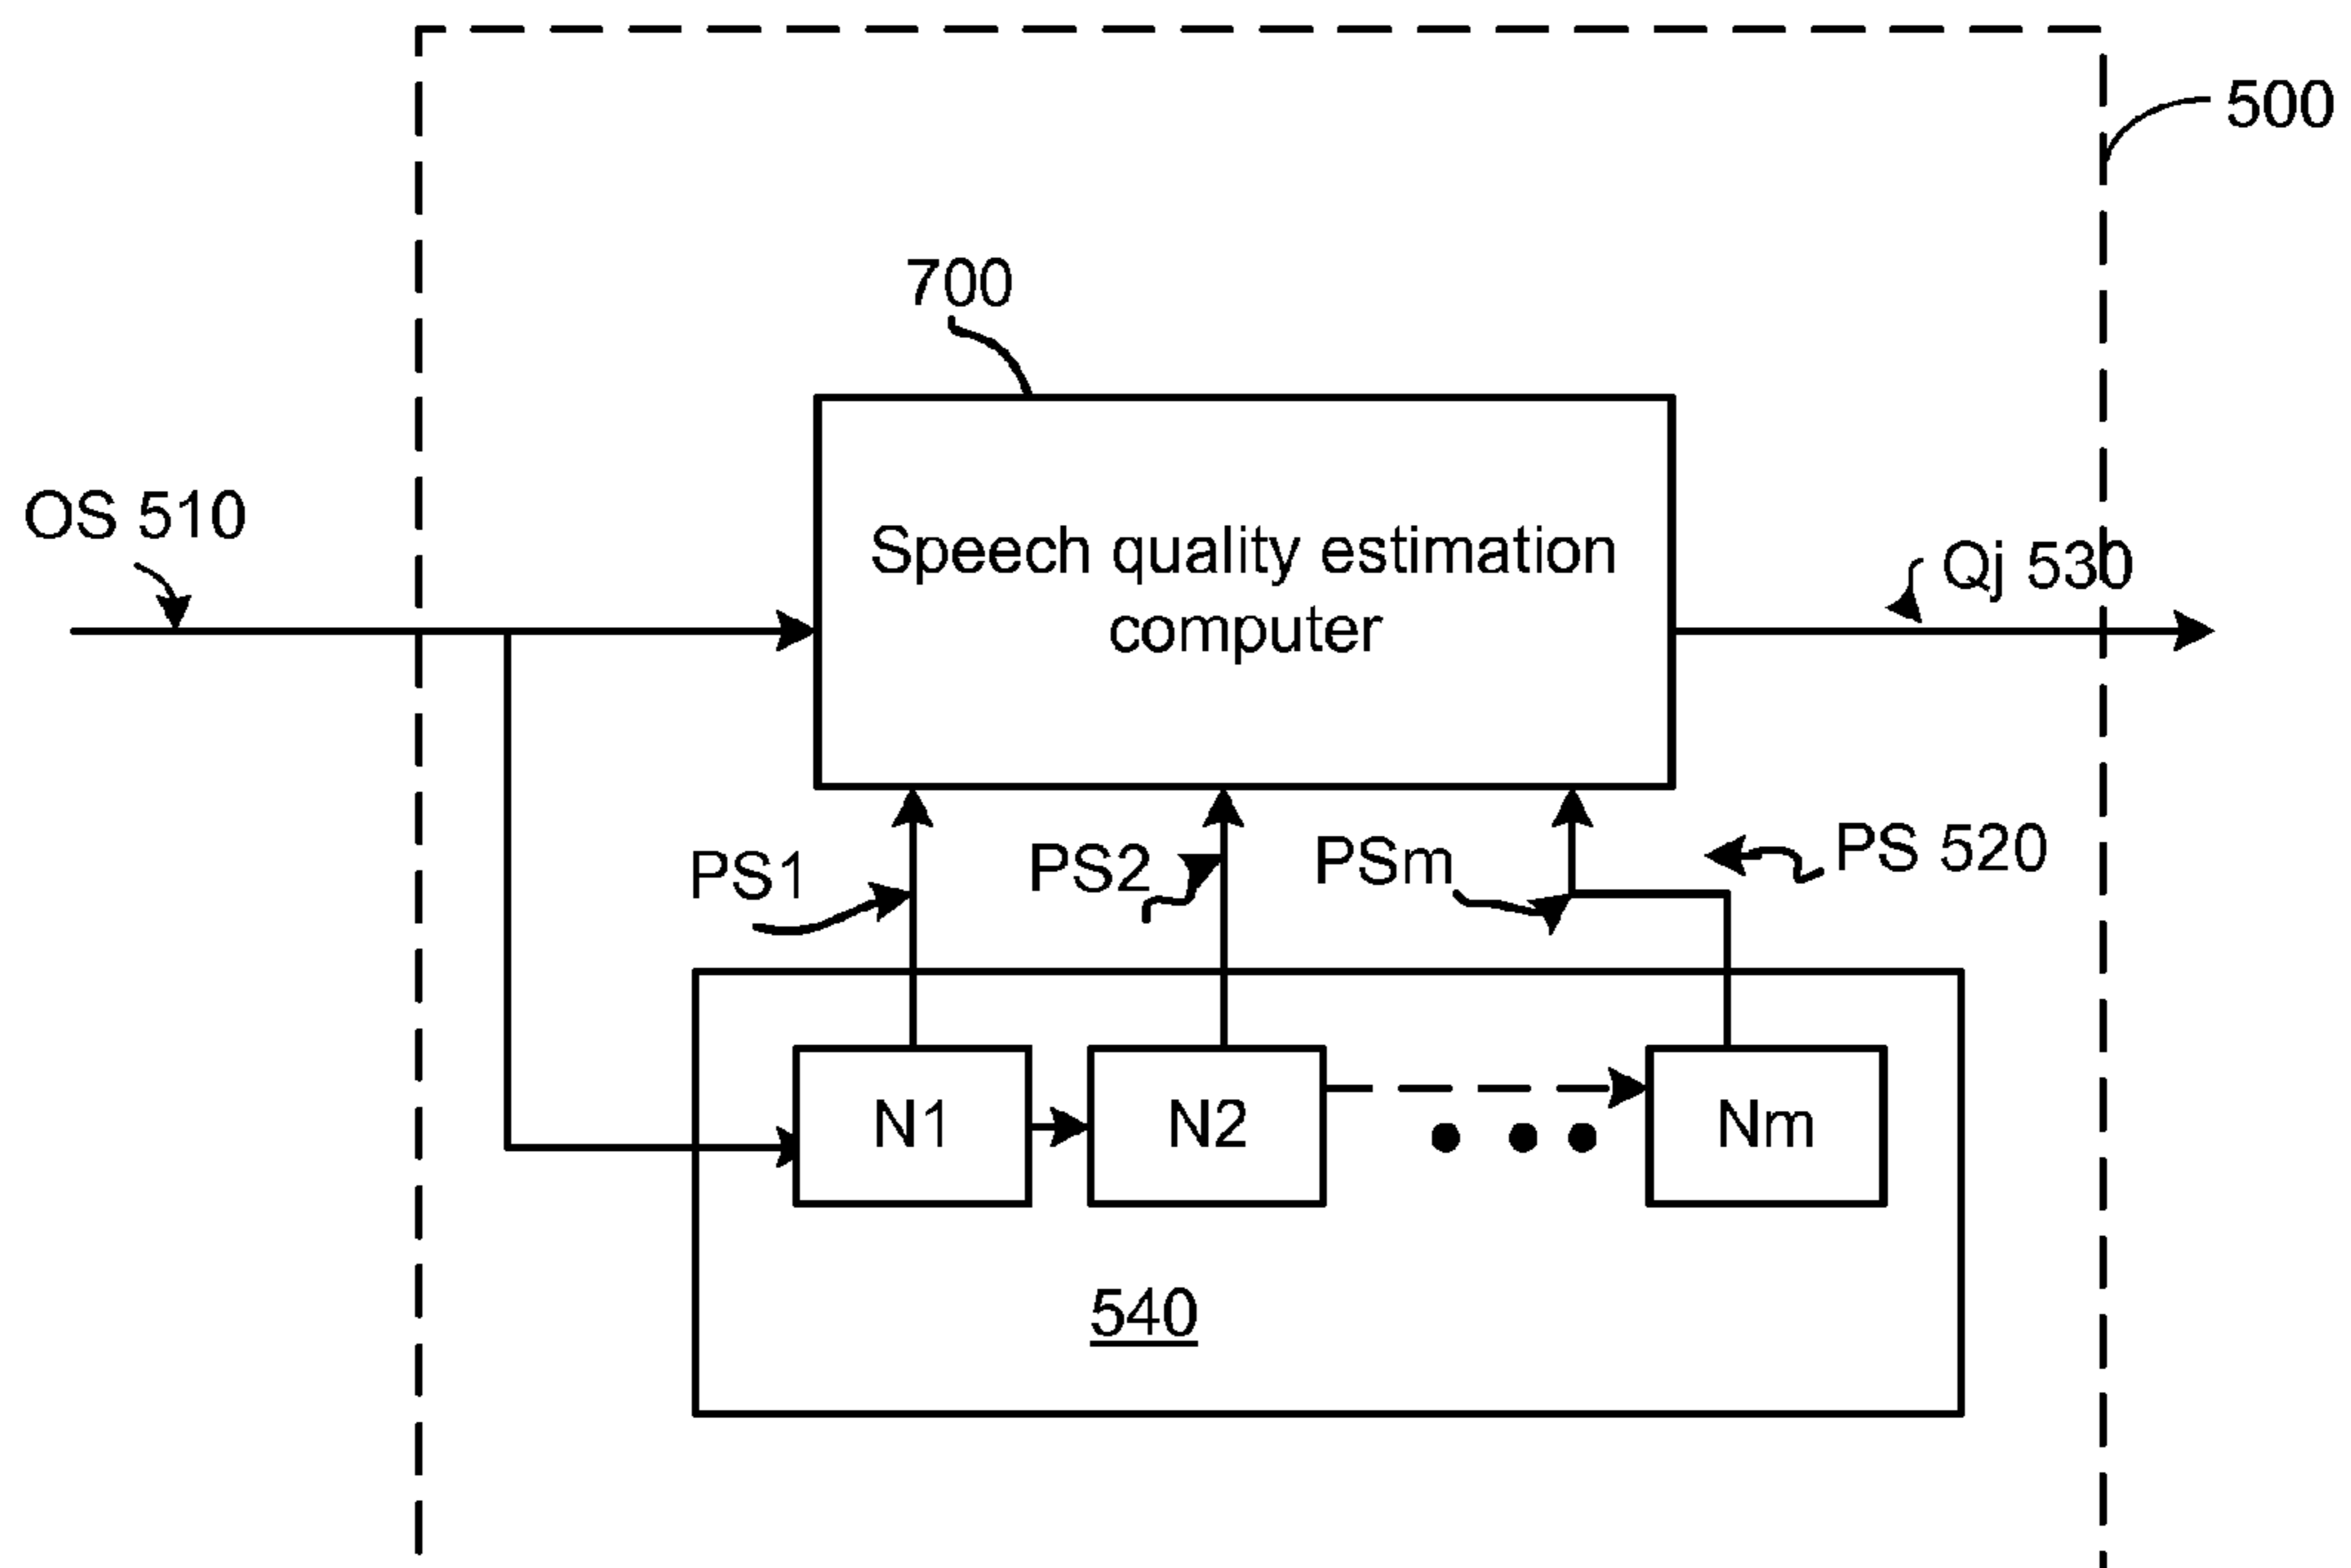 500
700
OS 510
Speech quality estimation
computer
Qj 530
PS1
PS2
PSm
PS 520
N1
N2
Nm
540